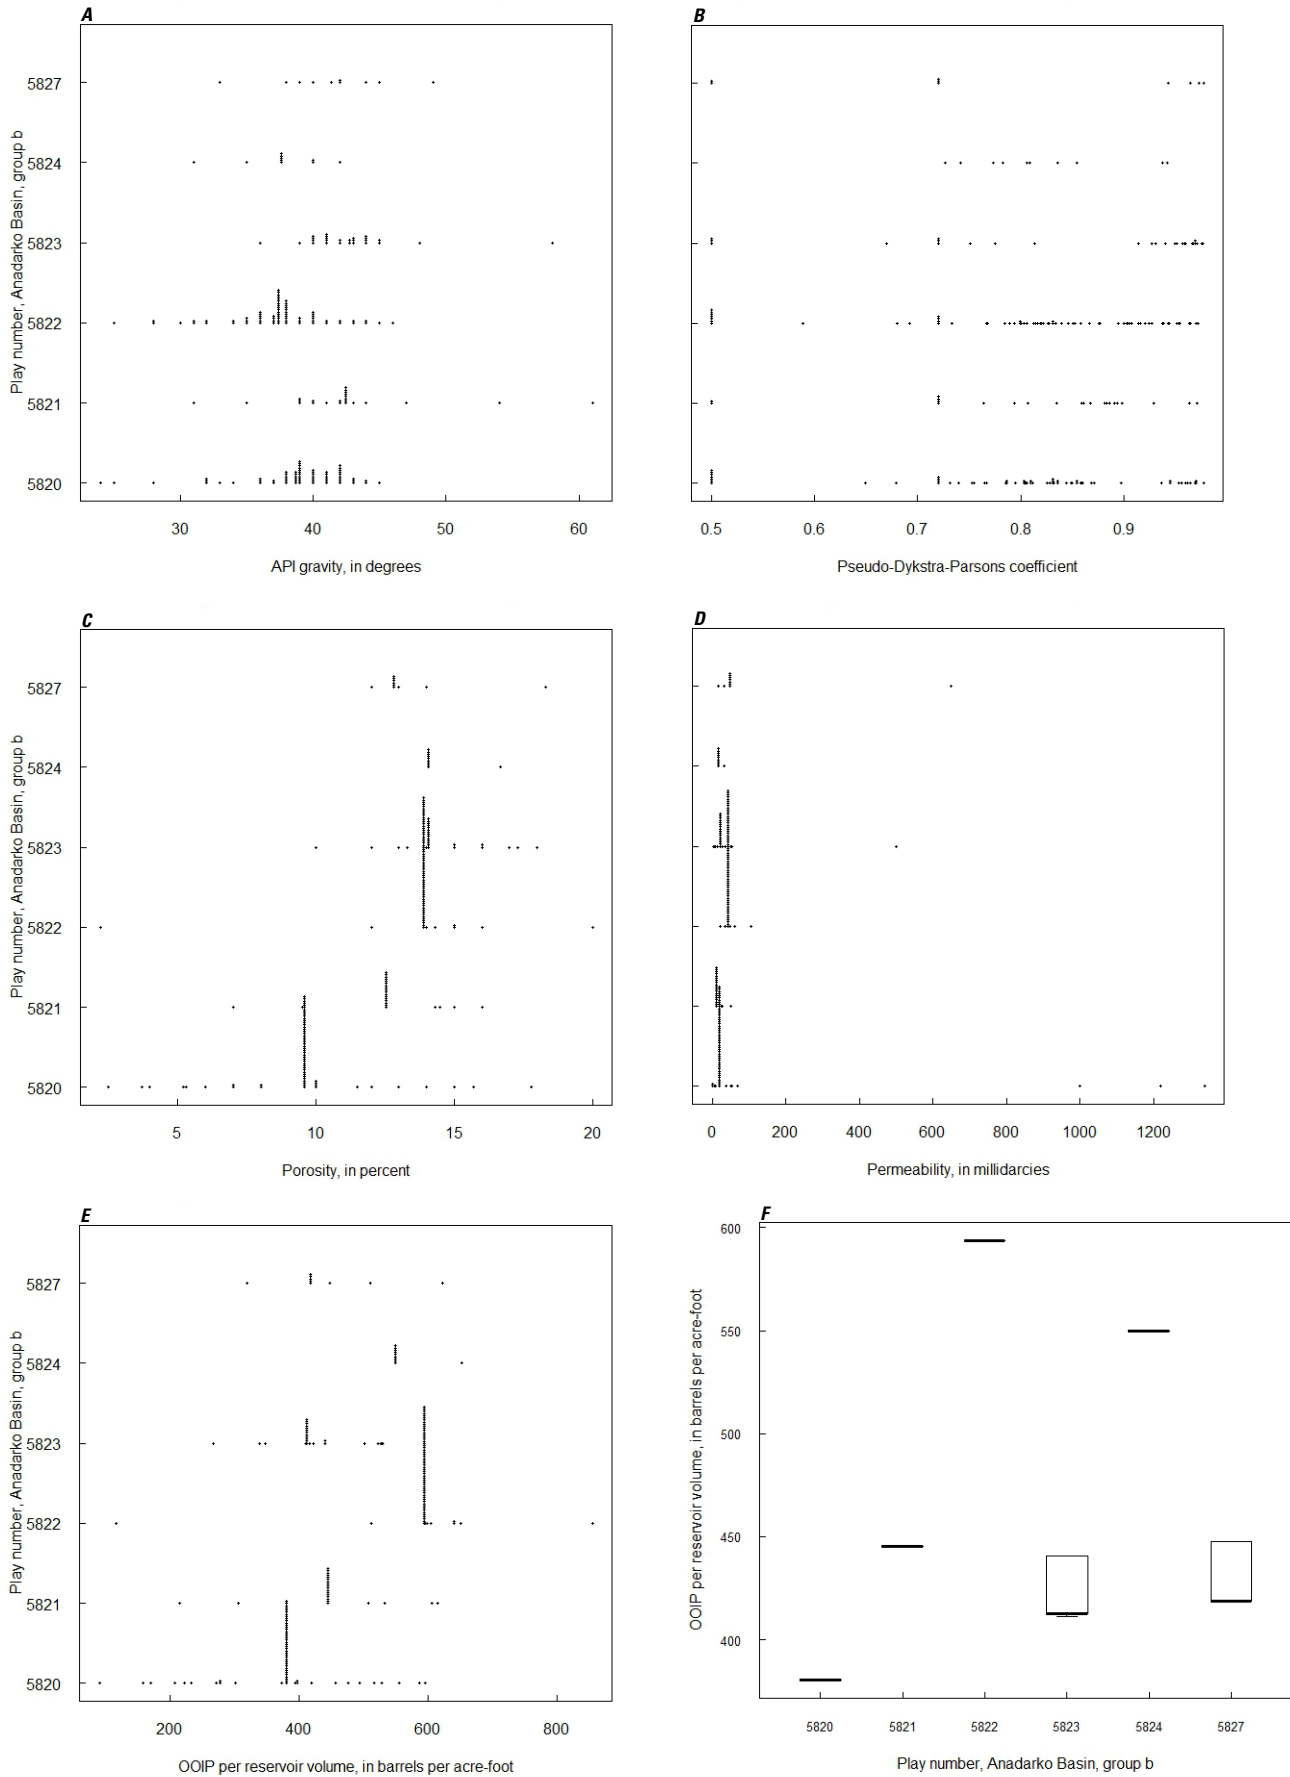 A
Play number, Anadarko Basin, group b
5827
5824
5823
5822
5821
5820
30 40 50 60
API gravity, in degrees
B
0.5 0.6 0.7 0.8 0.9
Pseudo-Dykstra-Parsons coefficient
C
Play number, Anadarko Basin, group b
5827
5824
5823
5822
5821
5820
5 10 15 20
Porosity, in percent
D
0 200 400 600 800 1000 1200
Permeability, in millidarcies
E
Play number, Anadarko Basin, group b
5827
5824
5823
5822
5821
5820
200 400 600 800
OOIP per reservoir volume, in barrels per acre-foot
F
OOIP per reservoir volume, in barrels per acre-foot
600
550
500
450
400
5820 5821 5822 5823 5824 5827
Play number, Anadarko Basin, group b